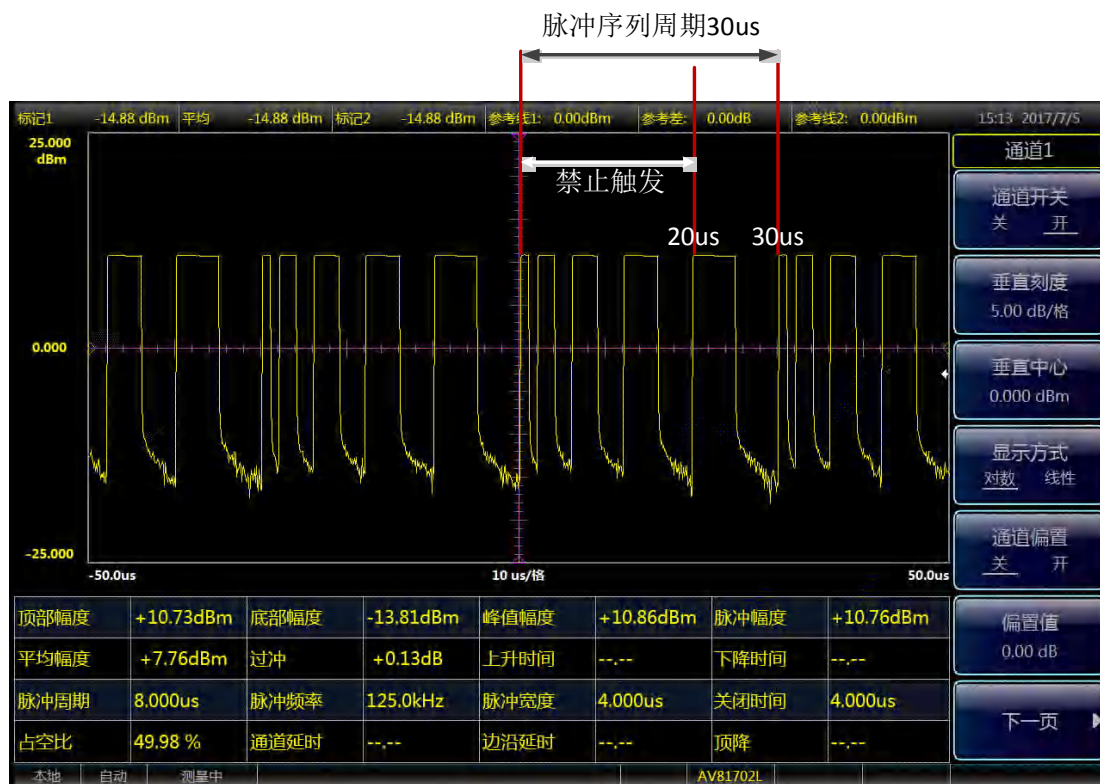 脉冲序列周期30us
标记1 -14.88 dBm 平均 -14.88 dBm 标记2 -14.88 dBm 参考线1: 0.00dBm 参考差: 0.00dB 参考线2: 0.00dBm 15:13 2017/7/5
25.000
dBm
禁止触发
20us 30us
0.000
-25.000
-50.0us 10 us/格 50.0us
通道1
通道开关
关 开
垂直刻度
5.00 dB/格
垂直中心
0.000 dBm
显示方式
对数 线性
通道偏置
关 开
偏置值
0.00 dB
下一页
顶部幅度 +10.73dBm 底部幅度 -13.81dBm 峰值幅度 +10.86dBm 脉冲幅度 +10.76dBm
平均幅度 +7.76dBm 过冲 +0.13dB 上升时间 --.-- 下降时间 --.--
脉冲周期 8.000us 脉冲频率 125.0kHz 脉冲宽度 4.000us 关闭时间 4.000us
占空比 49.98 % 通道延时 --.-- 边沿延时 --.-- 顶降 --.--
本地 自动 测量中 AV81702L